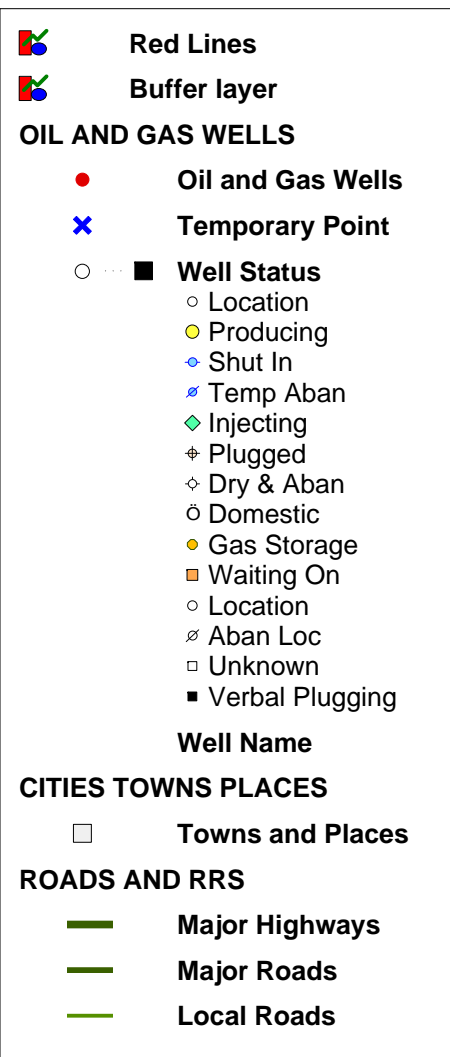 Red Lines
Buffer layer
OIL AND GAS WELLS
Oil and Gas Wells
Temporary Point
Well Status
Location
Producing
Shut In
Temp Aban
Injecting
Plugged
Dry & Aban
Domestic
Gas Storage
Waiting On
Location
Aban Loc
Unknown
Verbal Plugging
Well Name
CITIES TOWNS PLACES
Towns and Places
ROADS AND RRS
Major Highways
Major Roads
Local Roads